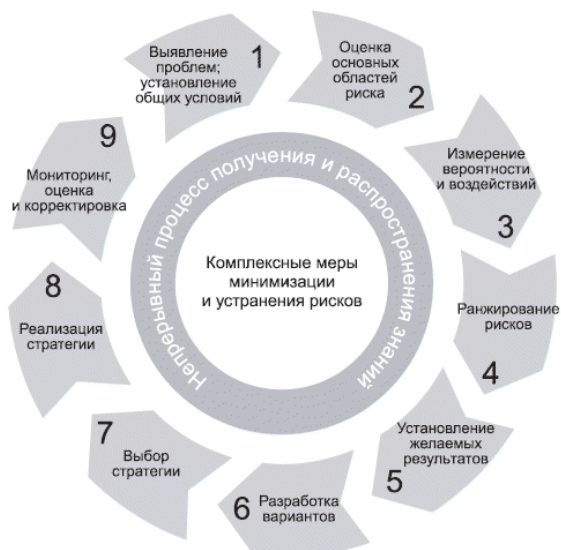 1
Выявление
проблем;
установление
общих условий
Оценка
основных
областей
риска
2
Измерение
вероятности
и воздействий
3
Ранжирование
рисков
4
Установление
желаемых
результатов
5
Разработка
вариантов
6
7
Выбор
стратегии
8
Реализация
стратегии
9
Мониторинг,
оценка
и корректировка
Непрерывный процесс получения и распространения знаний
Комплексные меры
минимизации
и устранения рисков